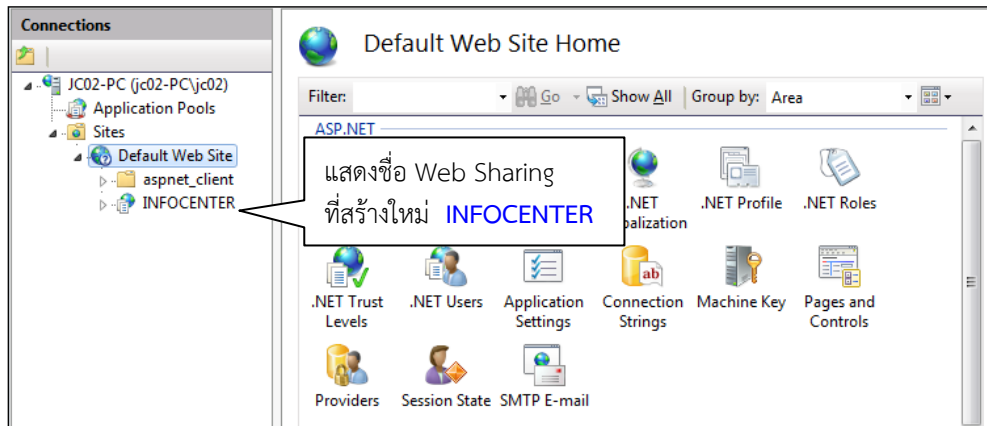 Connections
JC02-PC (jc02-PC\jc02)
Application Pools
Sites
Default Web Site
aspnet_client
INFOCENTER
Default Web Site Home
Filter:
Go
Show All
Group by: Area
ASP.NET
แสดงชื่อ Web Sharing
ที่สร้างใหม่ INFOCENTER
.NET
.NET Profile
.NET Roles
.NET Trust
Levels
.NET Users
Application
Settings
Connection
Strings
Machine Key
Pages and
Controls
Providers
Session State
SMTP E-mail